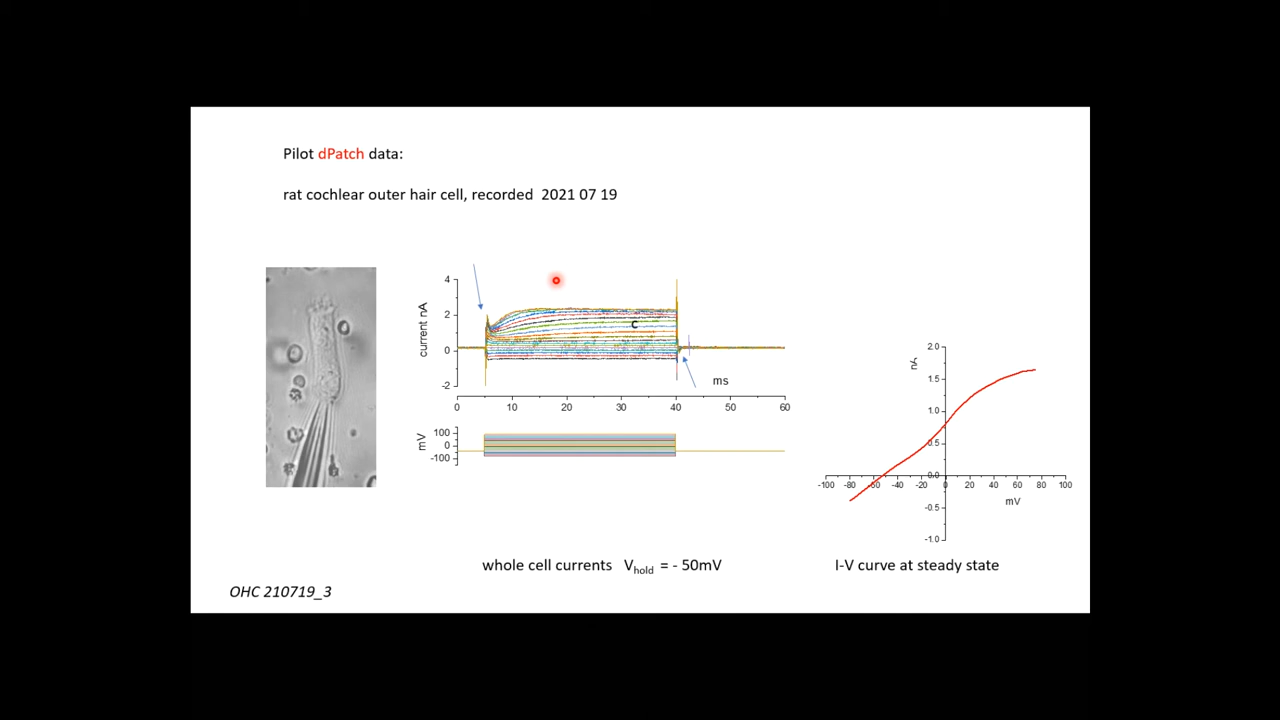 Pilot dPatch data:
rat cochlear outer hair cell, recorded 2021 07 19
4
2
0
-2
current nA
C
ms
0 10 20 30 40 50 60
100
0
-100
mV
nA
2.0
1.5
1.0
0.5
0.0
-0.5
-1.0
-100 -80 -60 -40 -20 0 20 40 60 80 100
mV
whole cell currents Vhold = - 50mV
I-V curve at steady state
OHC 210719_3